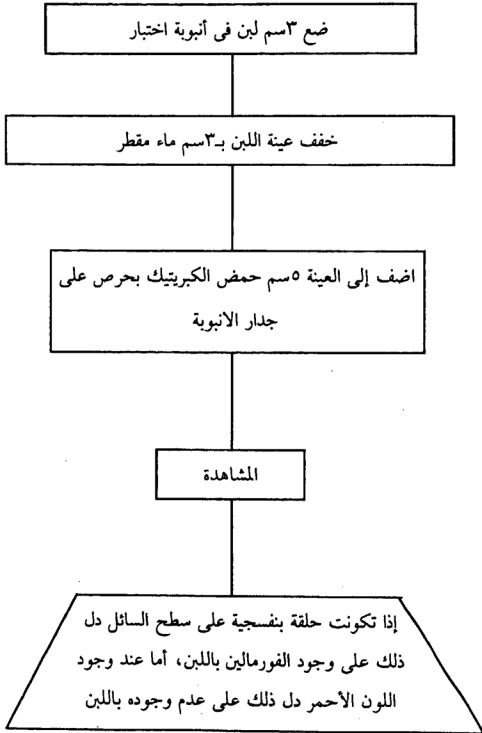 ضع ٣سم لبن فى أنبوبة اختبار
خفف عينة اللبن بـ٣سم ماء مقطر
اضف إلى العينة ٥سم حمض الكبريتيك بحرص على
جدار الانبوبة
المشاهدة
إذا تكونت حلقة بنفسجية على سطح السائل دل
ذلك على وجود الفورمالين باللبن، أما عند وجود
اللون الأحمر دل ذلك على عدم وجوده باللبن